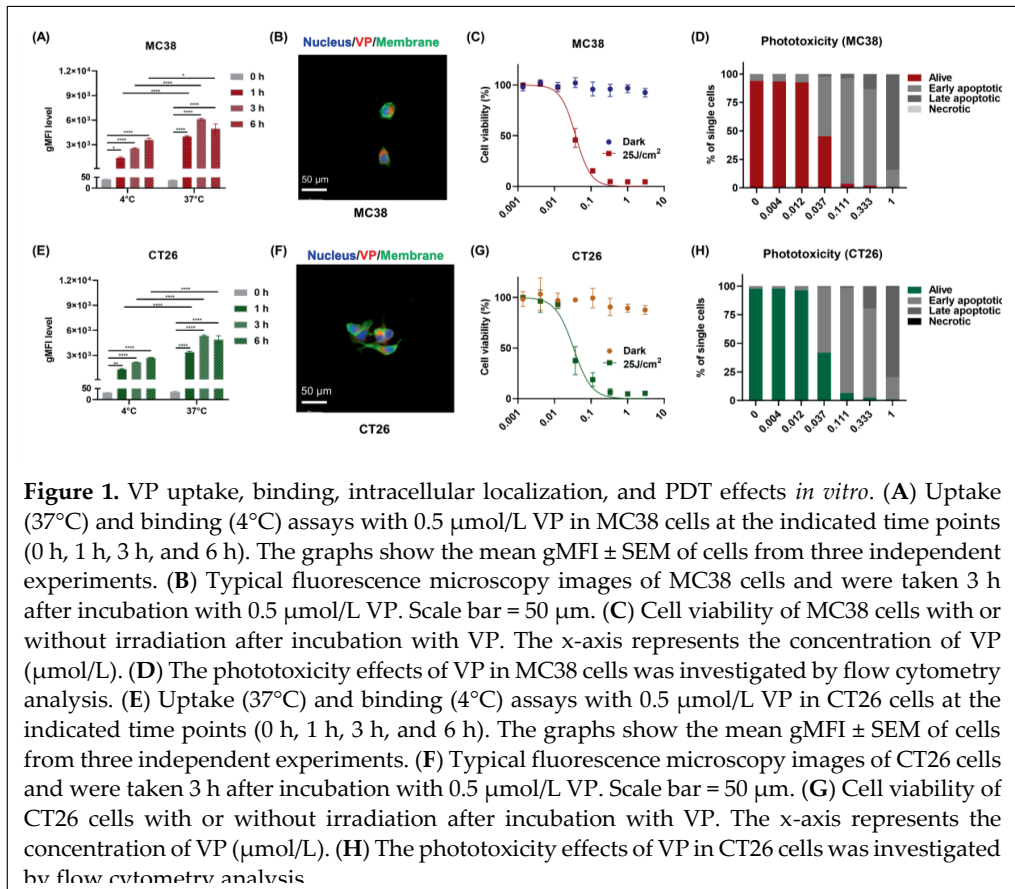 (A)
MC38
gMFI level
1.2×10⁴
9×10³
6×10³
3×10³
50
0
4°C
37°C
0 h
1 h
3 h
6 h
*
****
****
****
****
****
*
****
****
****
(B)
Nucleus/VP/Membrane
50 μm
MC38
(C)
MC38
Cell viability (%)
100
50
0
0.001
0.01
0.1
1
10
Dark
25J/cm²
(D)
Phototoxicity (MC38)
% of single cells
100
75
50
25
0
0
0.004
0.012
0.037
0.111
0.333
1
Alive
Early apoptotic
Late apoptotic
Necrotic
(E)
CT26
gMFI level
1.2×10⁴
9×10³
6×10³
3×10³
50
0
4°C
37°C
0 h
1 h
3 h
6 h
****
****
****
****
****
**
****
****
****
(F)
Nucleus/VP/Membrane
50 μm
CT26
(G)
CT26
Cell viability (%)
100
50
0
0.001
0.01
0.1
1
10
Dark
25J/cm²
(H)
Phototoxicity (CT26)
% of single cells
100
75
50
25
0
0
0.004
0.012
0.037
0.111
0.333
1
Alive
Early apoptotic
Late apoptotic
Necrotic
Figure 1. VP uptake, binding, intracellular localization, and PDT effects in vitro. (A) Uptake
(37°C) and binding (4°C) assays with 0.5 μmol/L VP in MC38 cells at the indicated time points
(0 h, 1 h, 3 h, and 6 h). The graphs show the mean gMFI ± SEM of cells from three independent
experiments. (B) Typical fluorescence microscopy images of MC38 cells and were taken 3 h
after incubation with 0.5 μmol/L VP. Scale bar = 50 μm. (C) Cell viability of MC38 cells with or
without irradiation after incubation with VP. The x-axis represents the concentration of VP
(μmol/L). (D) The phototoxicity effects of VP in MC38 cells was investigated by flow cytometry
analysis. (E) Uptake (37°C) and binding (4°C) assays with 0.5 μmol/L VP in CT26 cells at the
indicated time points (0 h, 1 h, 3 h, and 6 h). The graphs show the mean gMFI ± SEM of cells
from three independent experiments. (F) Typical fluorescence microscopy images of CT26 cells
and were taken 3 h after incubation with 0.5 μmol/L VP. Scale bar = 50 μm. (G) Cell viability of
CT26 cells with or without irradiation after incubation with VP. The x-axis represents the
concentration of VP (μmol/L). (H) The phototoxicity effects of VP in CT26 cells was investigated
by flow cytometry analysis